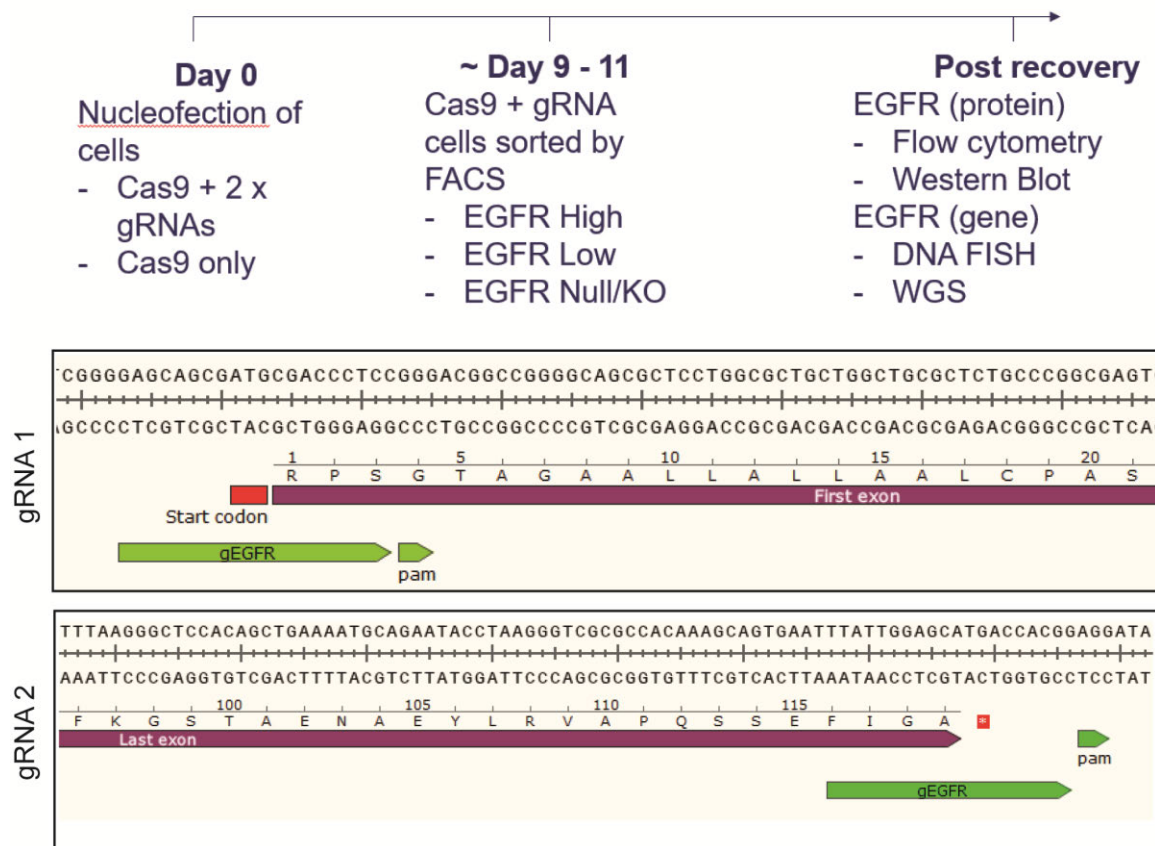 Day 0
Nucleofection of
cells
- Cas9 + 2 x
gRNAs
- Cas9 only
~ Day 9 - 11
Cas9 + gRNA
cells sorted by
FACS
- EGFR High
- EGFR Low
- EGFR Null/KO
Post recovery
EGFR (protein)
- Flow cytometry
- Western Blot
EGFR (gene)
- DNA FISH
- WGS
gRNA 1
CGGGGAGCAGCGATGCGACCCTCCGGGACGGCCGGGGCAGCGCTCCTGGCGCTGCTGGCTGCGCTCTGCCCGGCGAGT
GCCCCTCGTCGCTACGCTGGGAGGCCCTGCCGGCCCCGTCGCGAGGACCGCGACGACCGACGCGAGACGGGCCGCTCA
1 5 10 15 20
R P S G T A G A A L L A L L A A L C P A S
First exon
Start codon
gEGFR
pam
gRNA 2
TTTAAGGGCTCCACAGCTGAAAATGCAGAATACCTAAGGGTCGCGCCACAAAGCAGTGAATTTATTGGAGCATGACCACGGAGGATA
AAATTCCCGAGGTGTCGACTTTTACGTCTTATGGATTCCCAGCGCGGTGTTTCGTCACTTAAATAACCTCGTACTGGTGCCTCCTAT
100 105 110 115
F K G S T A E N A E Y L R V A P Q S S E F I G A *
Last exon
pam
gEGFR